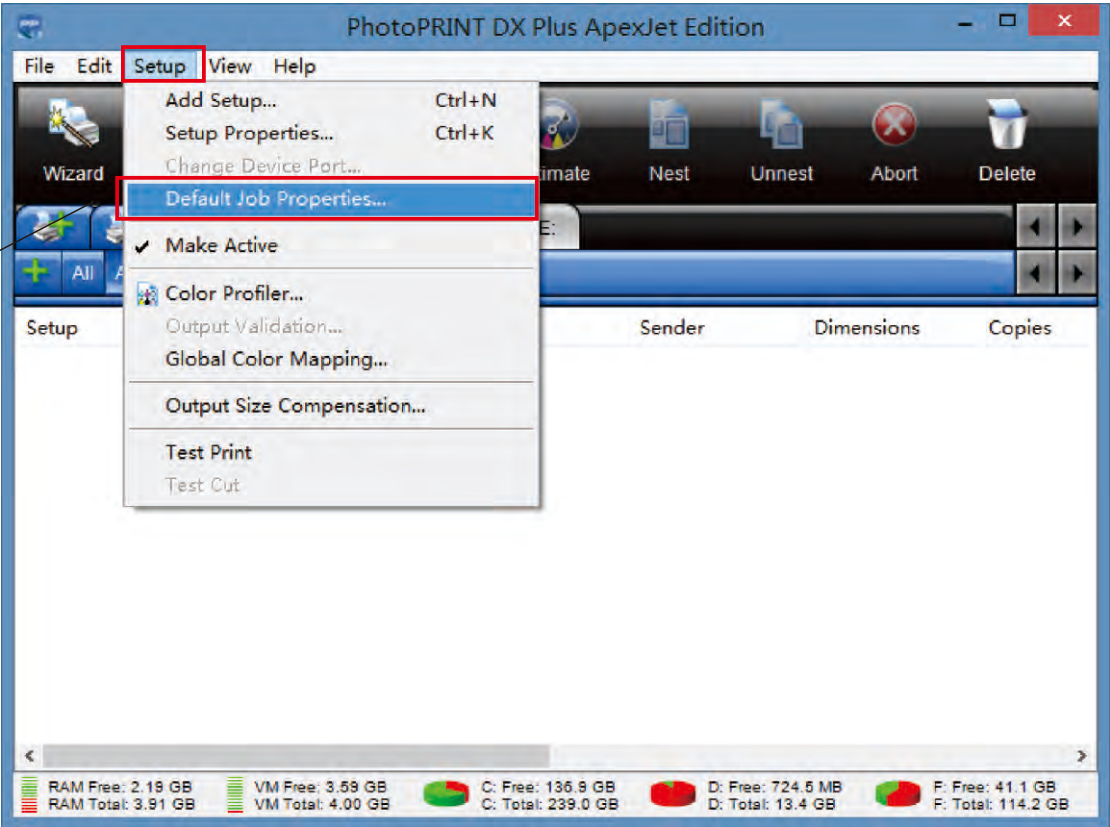 PhotoPRINT DX Plus ApexJet Edition
File Edit Setup View Help
Add Setup... Ctrl+N
Setup Properties... Ctrl+K
Change Device Port...
Default Job Properties...
Make Active
Color Profiler...
Output Validation...
Global Color Mapping...
Output Size Compensation...
Test Print
Test Cut
Wizard timate Nest Unnest Abort Delete
E:
All
Setup Sender Dimensions Copies
RAM Free: 2.19 GB VM Free: 3.59 GB C: Free: 136.9 GB D: Free: 724.5 MB F: Free: 41.1 GB
RAM Total: 3.91 GB VM Total: 4.00 GB C: Total: 239.0 GB D: Total: 13.4 GB F: Total: 114.2 GB